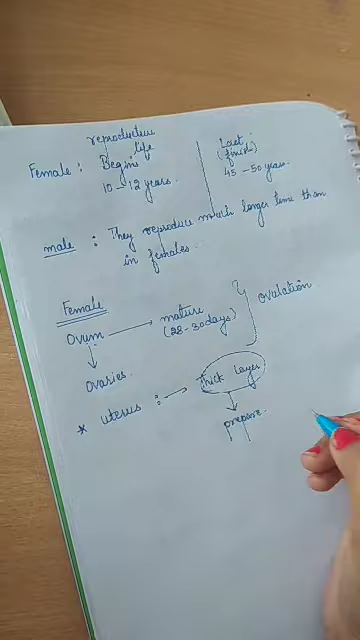 reproductive
life
Female : Begins Last (finish)
10 - 12 years. 45 - 50 years.
male : They reproduce much longer time than
in females.
Female
Ovum → mature
(28 - 30 days) } ovulation
↓
Ovaries.
* uterus : → Thick layer
↓
prepare.